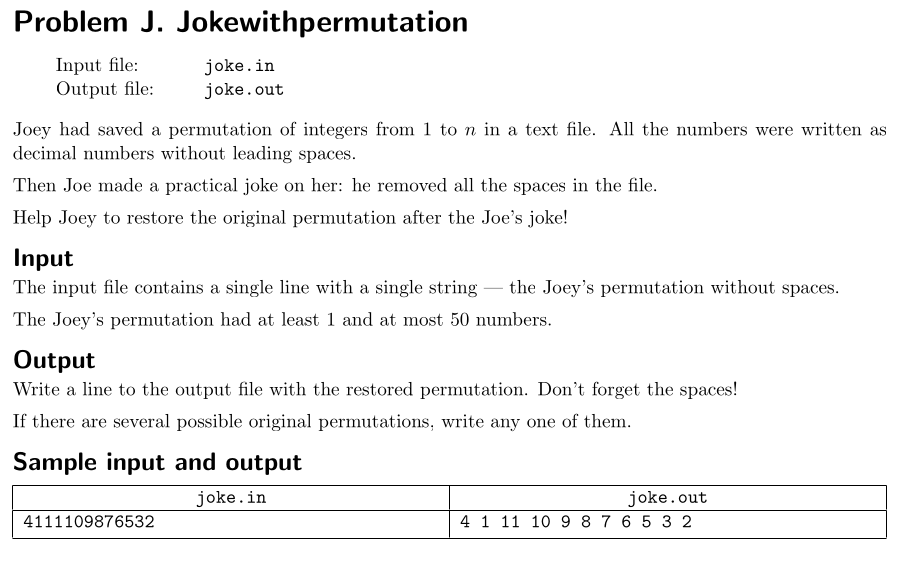 Problem J. Jokewithpermutation
Input file: joke.in
Output file: joke.out
Joey had saved a permutation of integers from 1 to n in a text file. All the numbers were written as
decimal numbers without leading spaces.
Then Joe made a practical joke on her: he removed all the spaces in the file.
Help Joey to restore the original permutation after the Joe's joke!
Input
The input file contains a single line with a single string — the Joey's permutation without spaces.
The Joey's permutation had at least 1 and at most 50 numbers.
Output
Write a line to the output file with the restored permutation. Don't forget the spaces!
If there are several possible original permutations, write any one of them.
Sample input and output
joke.in joke.out
4111109876532 4 1 11 10 9 8 7 6 5 3 2